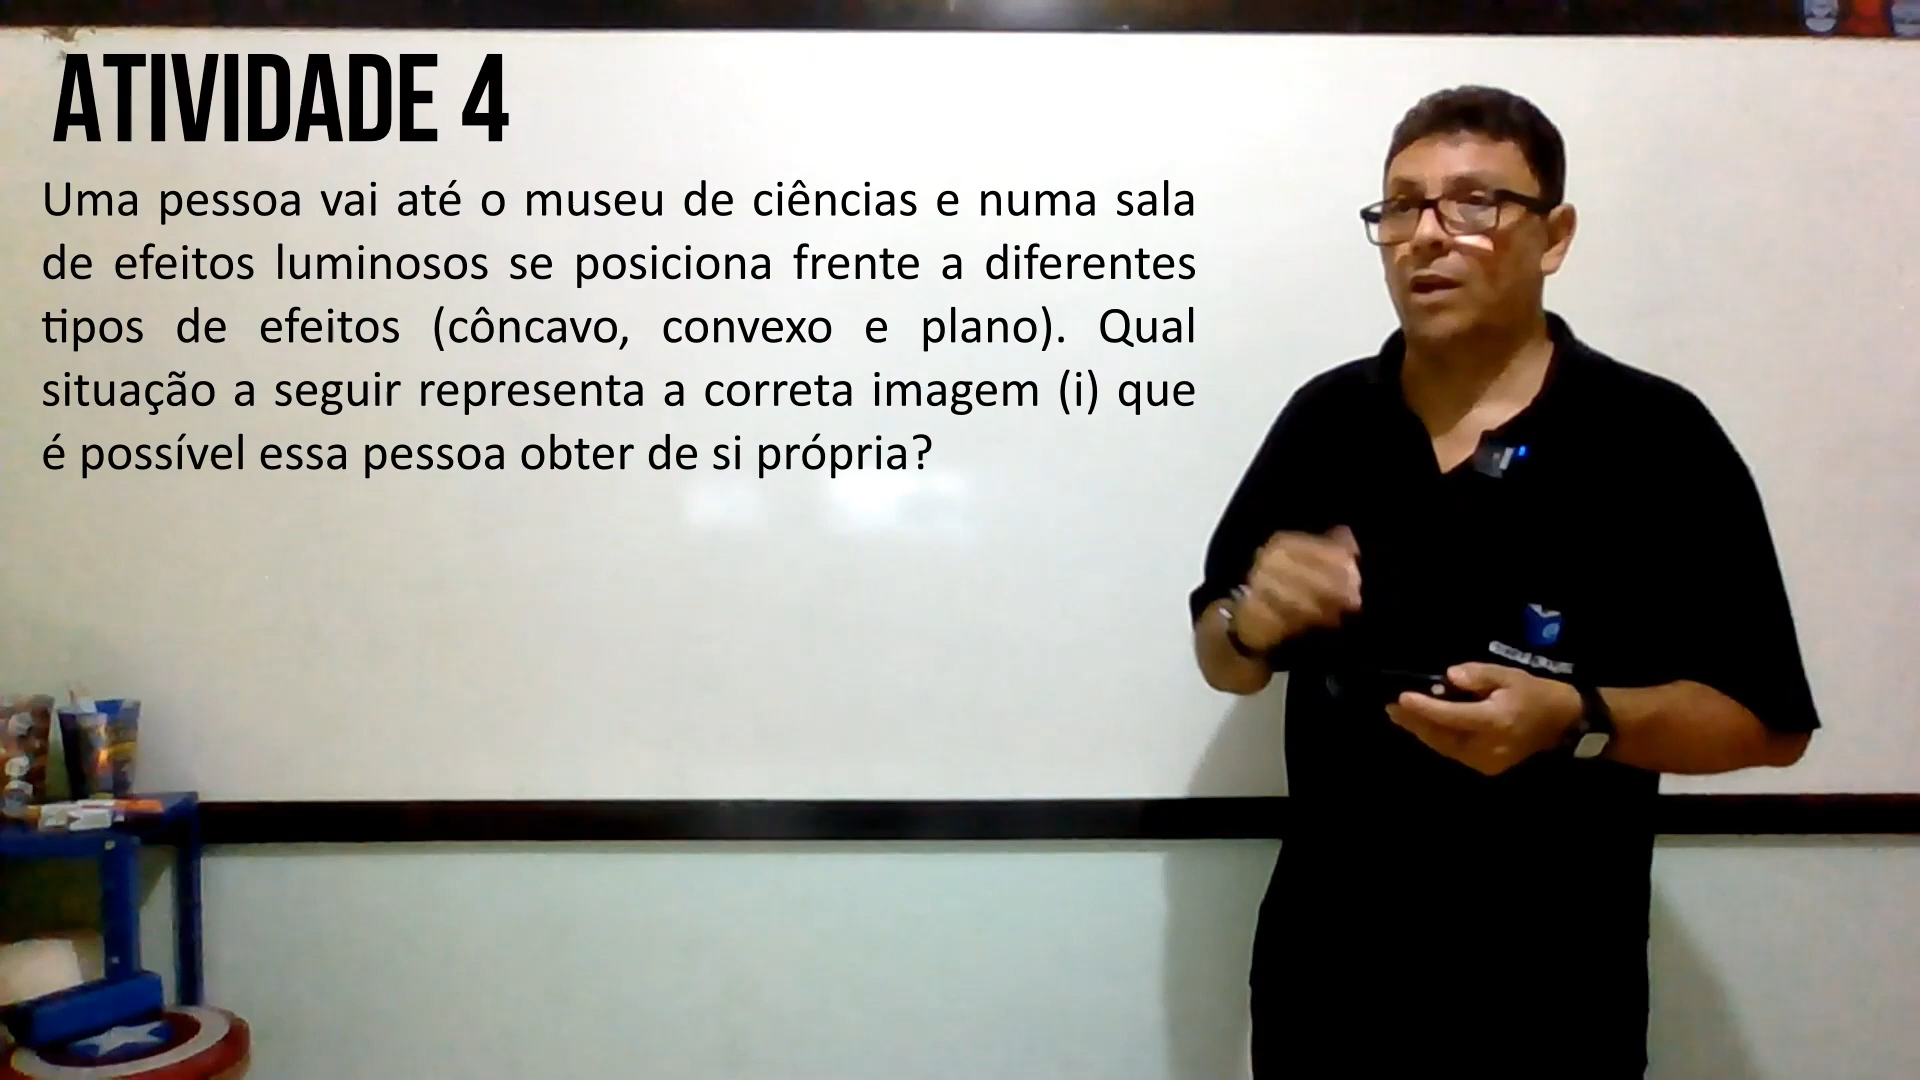 ATIVIDADE 4
Uma pessoa vai até o museu de ciências e numa sala
de efeitos luminosos se posiciona frente a diferentes
tipos de efeitos (côncavo, convexo e plano). Qual
situação a seguir representa a correta imagem (i) que
é possível essa pessoa obter de si própria?